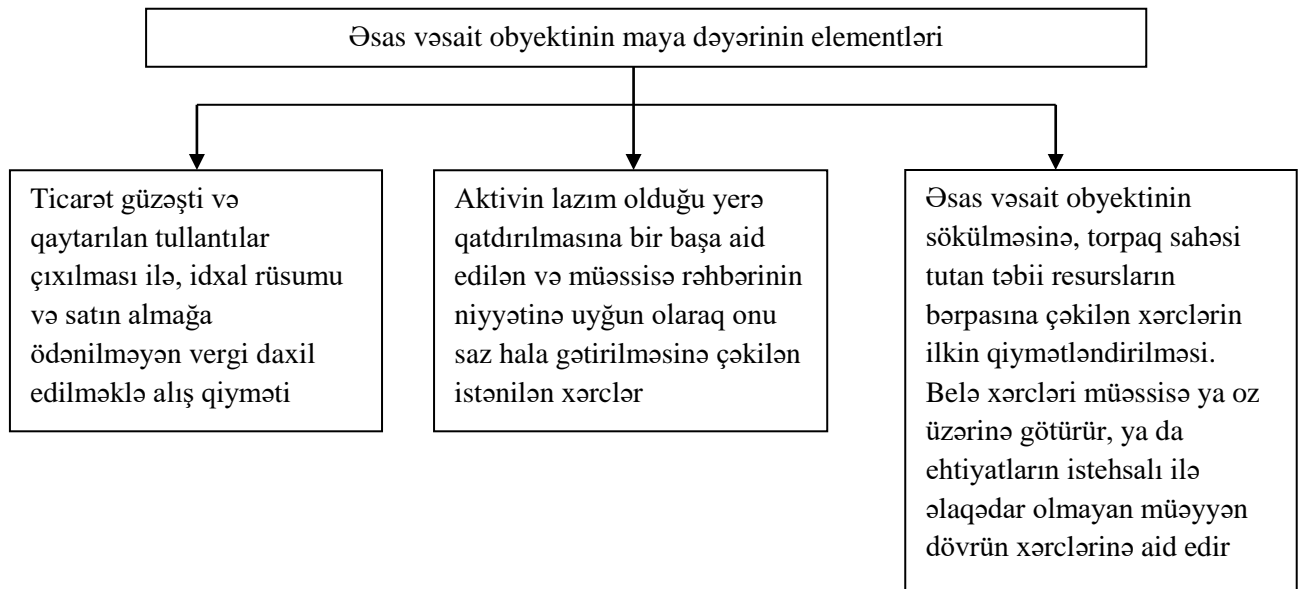 Əsas vəsait obyektinin maya dəyərinin elementləri
Ticarət güzəşti və
qaytarılan tullantılar
çıxılması ilə, idxal rüsumu
və satın almağa
ödənilməyən vergi daxil
edilməklə alış qiyməti
Aktivin lazım olduğu yerə
qatdırılmasına bir başa aid
edilən və müəssisə rəhbərinin
niyyətinə uyğun olaraq onu
saz hala gətirilməsinə çəkilən
istənilən xərclər
Əsas vəsait obyektinin
sökülməsinə, torpaq sahəsi
tutan təbii resursların
bərpasına çəkilən xərclərin
ilkin qiymətləndirilməsi.
Belə xərcləri müəssisə ya oz
üzərinə götürür, ya da
ehtiyatların istehsalı ilə
əlaqədar olmayan müəyyən
dövrün xərclərinə aid edir